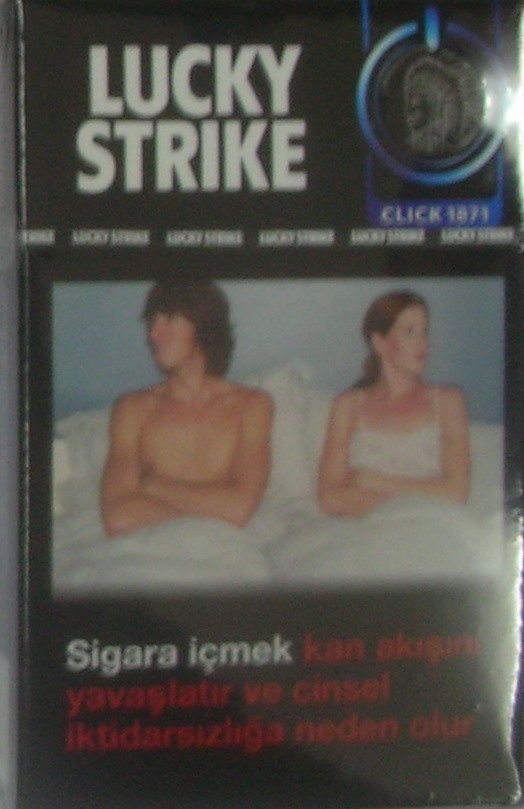 LUCKY
STRIKE
CLICK 1871
STRIKE LUCKY STRIKE LUCKY STRIKE LUCKY STRIKE LUCKY STRIKE LUCKY STRIKE
Sigara içmek kan akışını
yavaşlatır ve cinsel
iktidarsızlığa neden olur